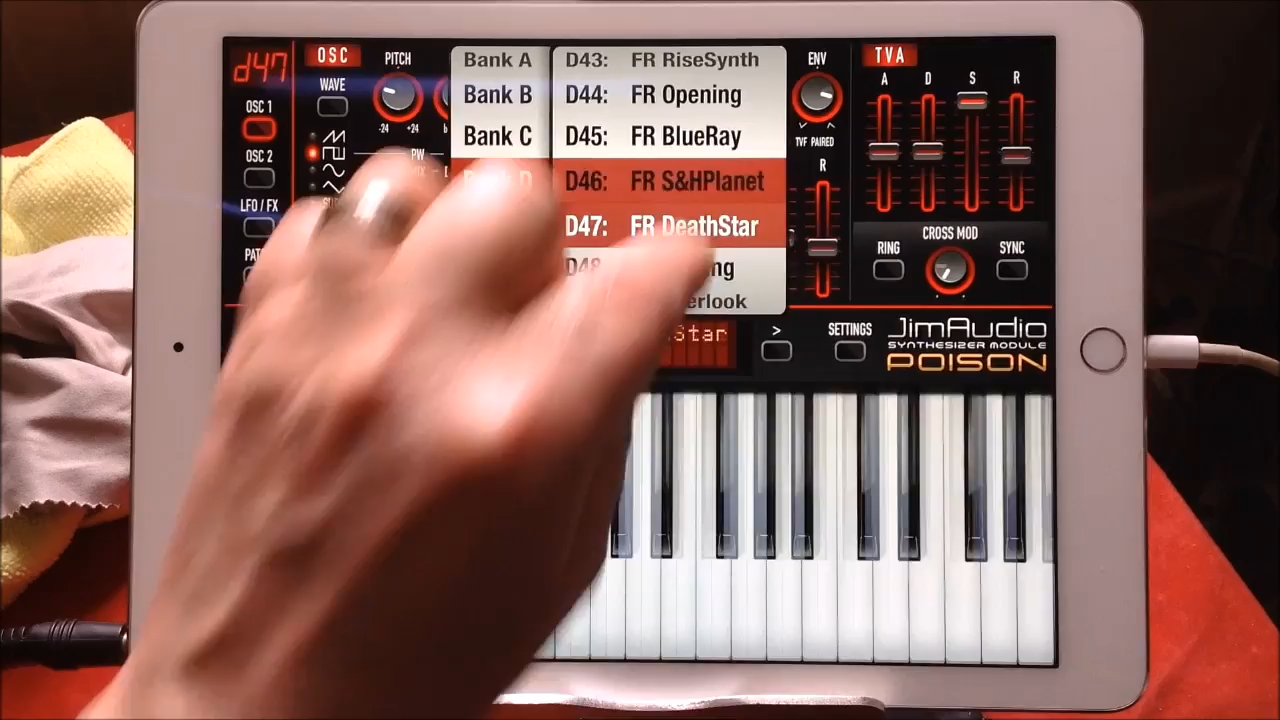 d47
OSC
PITCH
-24 +24
WAVE
OSC 1
OSC 2
LFO / FX
PW
Bank A
Bank B
Bank C
D43: FR RiseSynth
D44: FR Opening
D45: FR BlueRay
D46: FR S&HPlanet
D47: FR DeathStar
ENV
TVF PAIRED
R
TVA
A D S R
RING
CROSS MOD
SYNC
>
SETTINGS
JimAudio
SYNTHESIZER MODULE
POISON